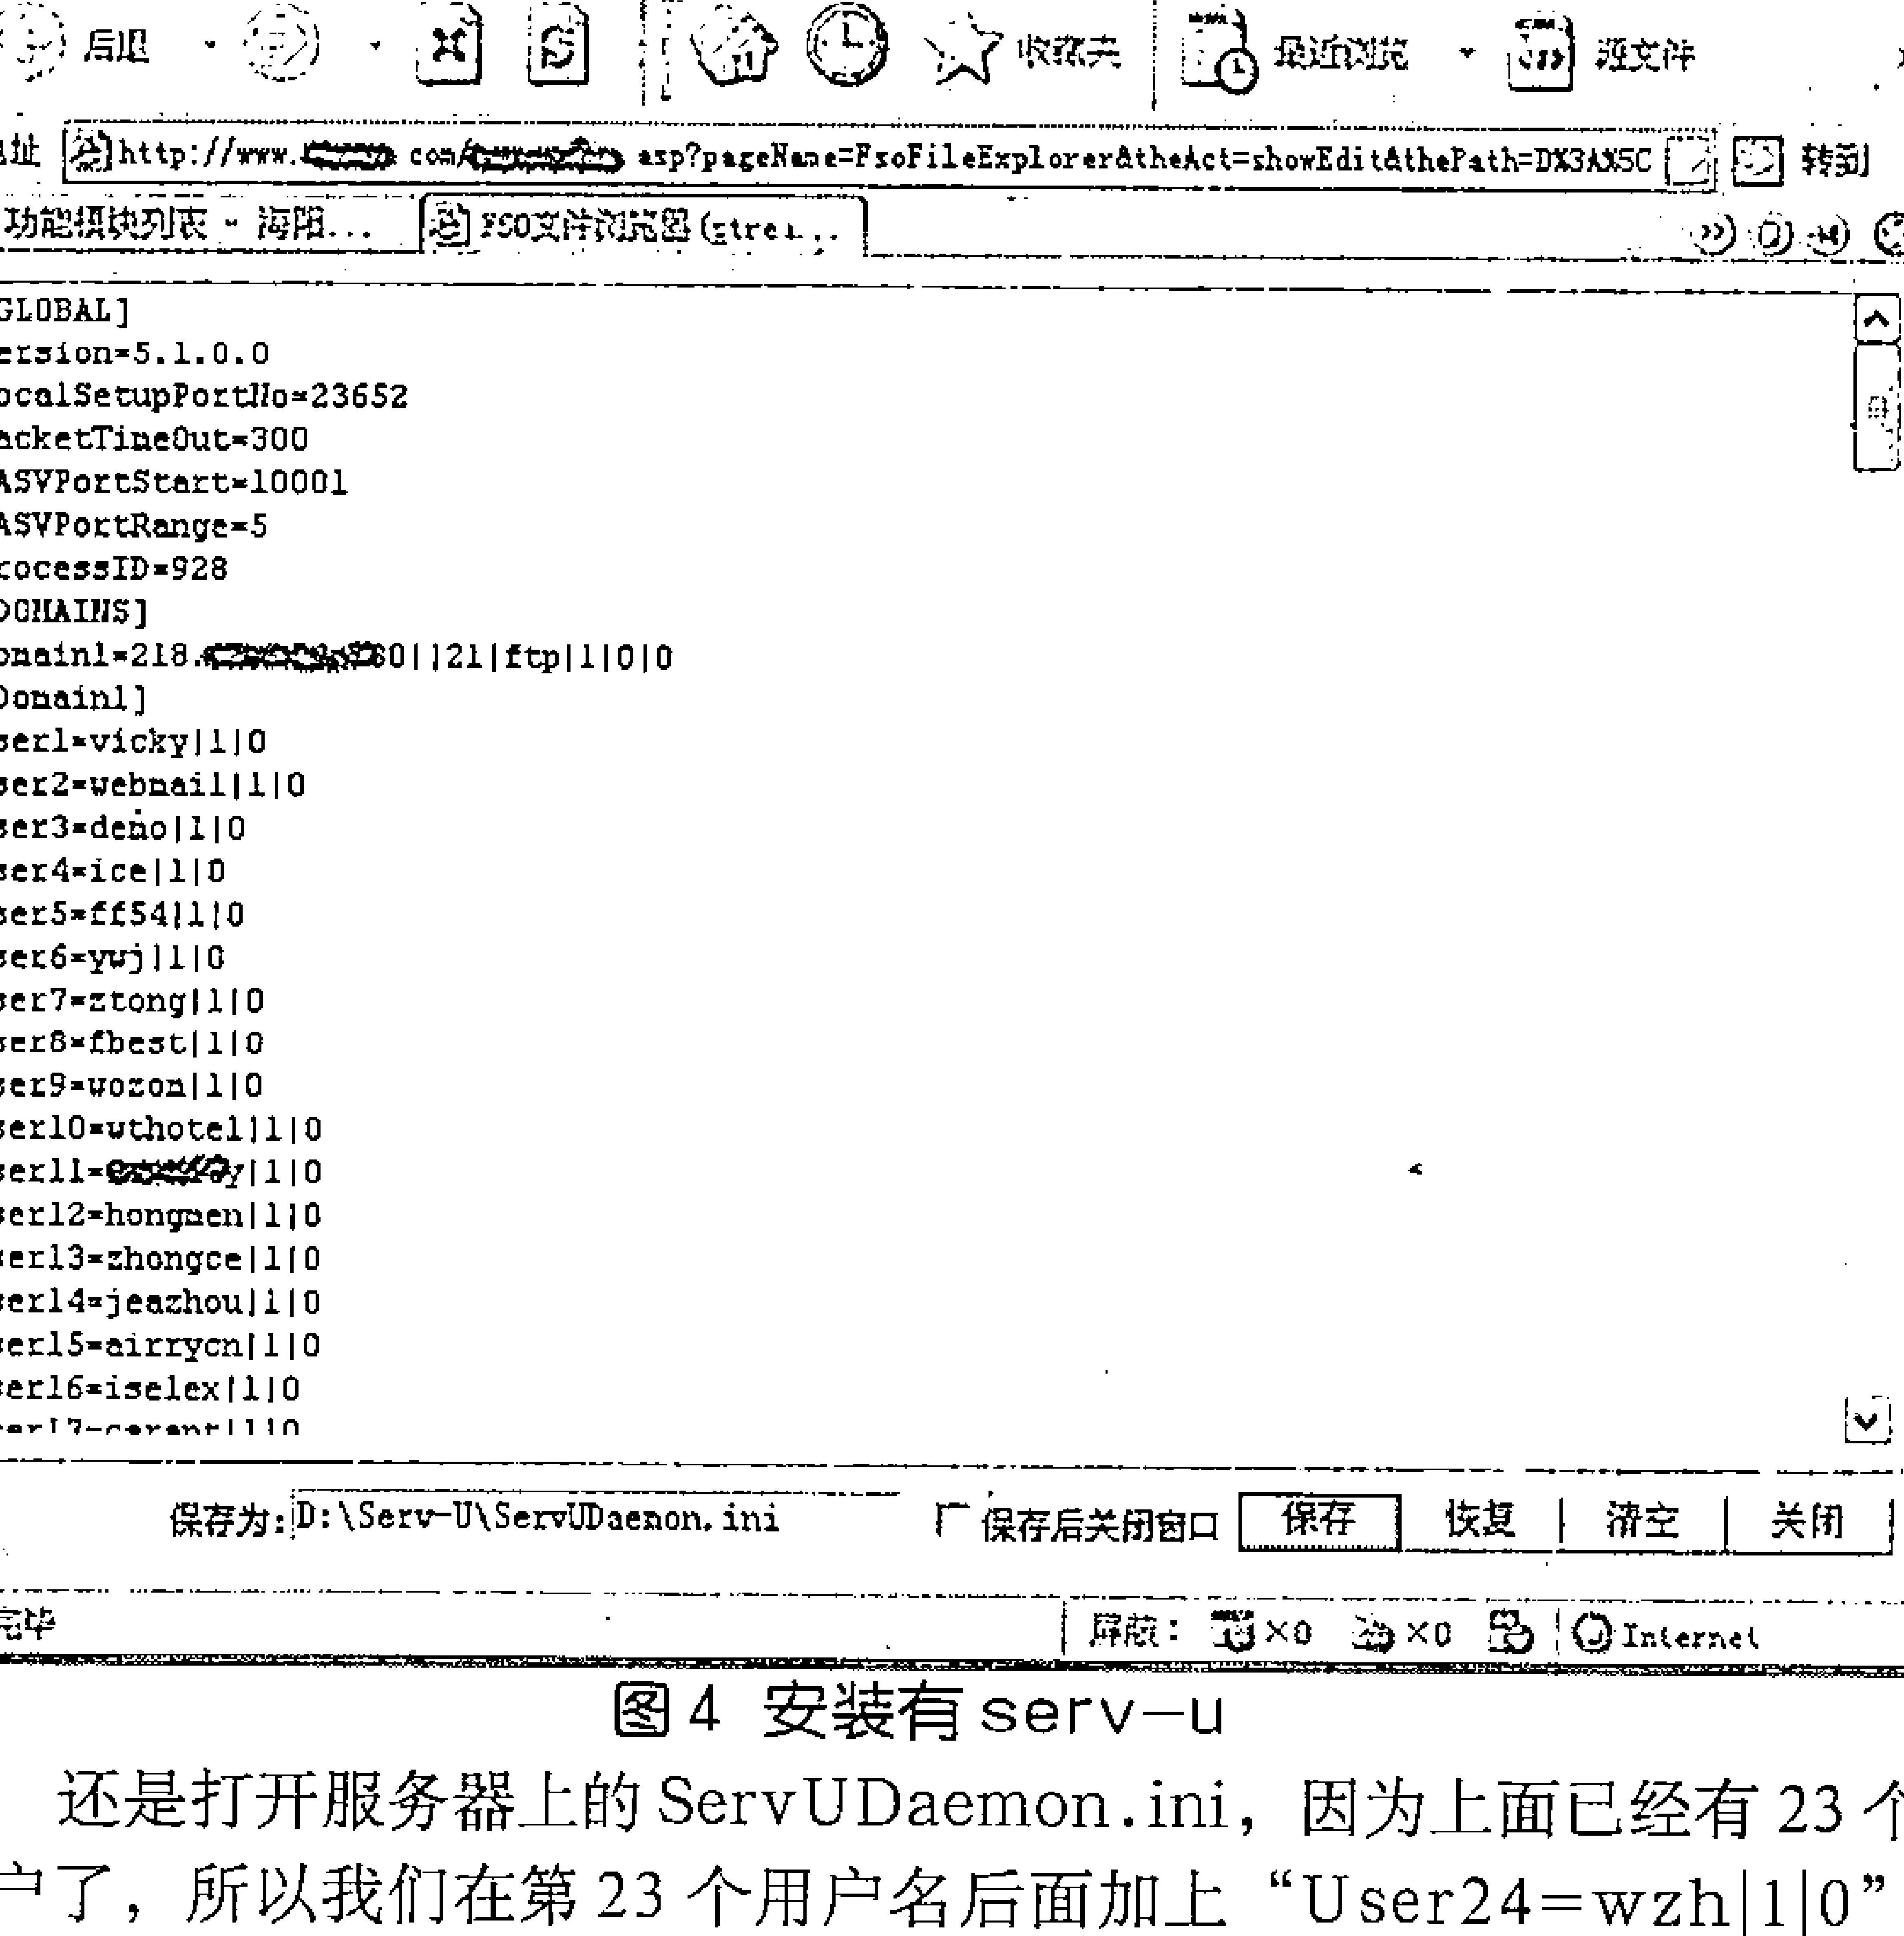 后退 收藏夹 最近浏览 源文件
址 http://www. com/ asp?pageName=FsoFileExplorer&theAct=showEdit&thePath=D%3A%5C 转到
功能模块列表 - 海阳... FSO文件浏览器(stre...
GLOBAL]
ersion=5.1.0.0
ocalSetupPortNo=23652
acketTimeOut=300
ASVPortStart=10001
ASVPortRange=5
rocessID=928
DOMAINS]
omain1=218. 80||21|ftp|1|0|0
Domain1]
ser1=vicky|1|0
ser2=webmail|1|0
ser3=demo|1|0
ser4=ice|1|0
ser5=ff54|1|0
ser6=ywj|1|0
ser7=ztong|1|0
ser8=fbest|1|0
ser9=wozon|1|0
ser10=wthotel|1|0
ser11= y|1|0
ser12=hongmen|1|0
ser13=zhongce|1|0
ser14=jeazhou|1|0
ser15=airrycn|1|0
ser16=iselex|1|0
保存为: D:\Serv-U\ServUDaemon.ini 保存后关闭窗口 保存 恢复 清空 关闭
完毕 屏蔽: ×0 ×0 Internet
图4 安装有serv-u
还是打开服务器上的ServUDaemon.ini，因为上面已经有23个
户了，所以我们在第23个用户名后面加上“User24=wzh|1|0”